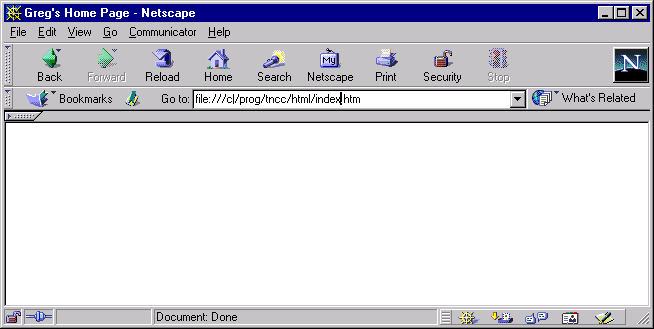 Greg's Home Page - Netscape
File Edit View Go Communicator Help
Back Forward Reload Home Search Netscape Print Security Stop
My
N
Bookmarks Go to: file:///c|/prog/tncc/html/index.htm What's Related
Document: Done